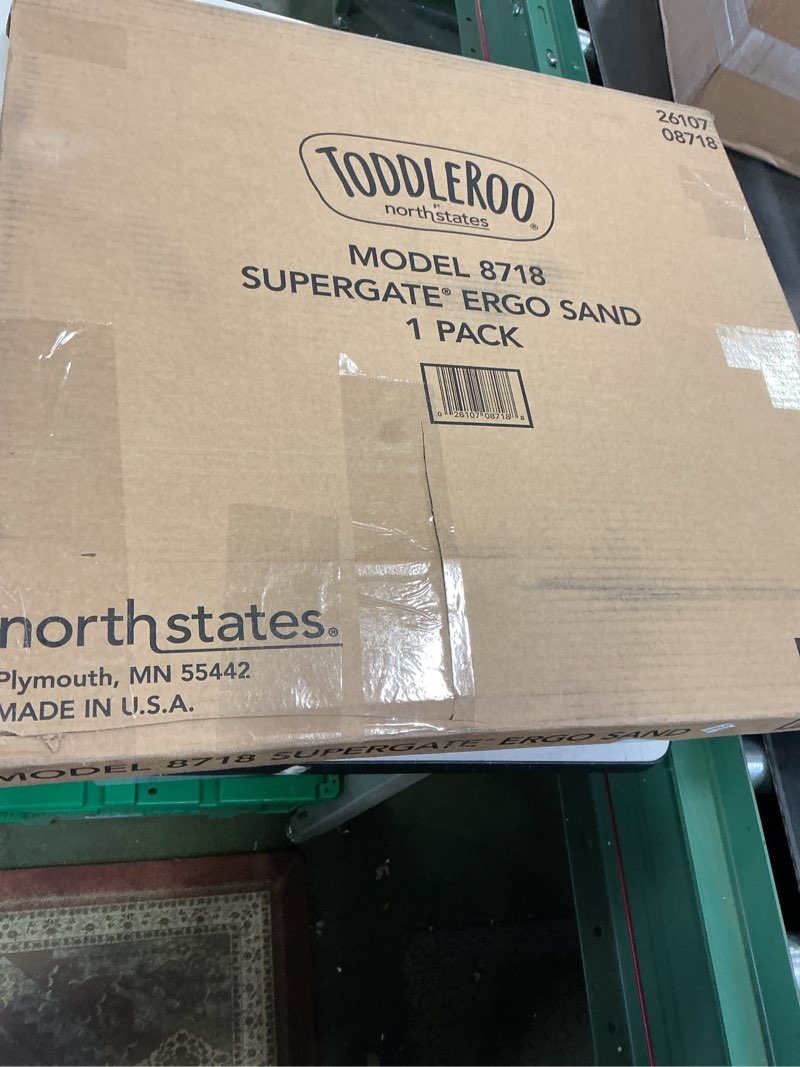 26107
08718
TODDLEROO
BY
northstates®
MODEL 8718
SUPERGATE® ERGO SAND
1 PACK
0 26107 08718 8
northstates®
Plymouth, MN 55442
MADE IN U.S.A.
MODEL 8718 SUPERGATE® ERGO SAND